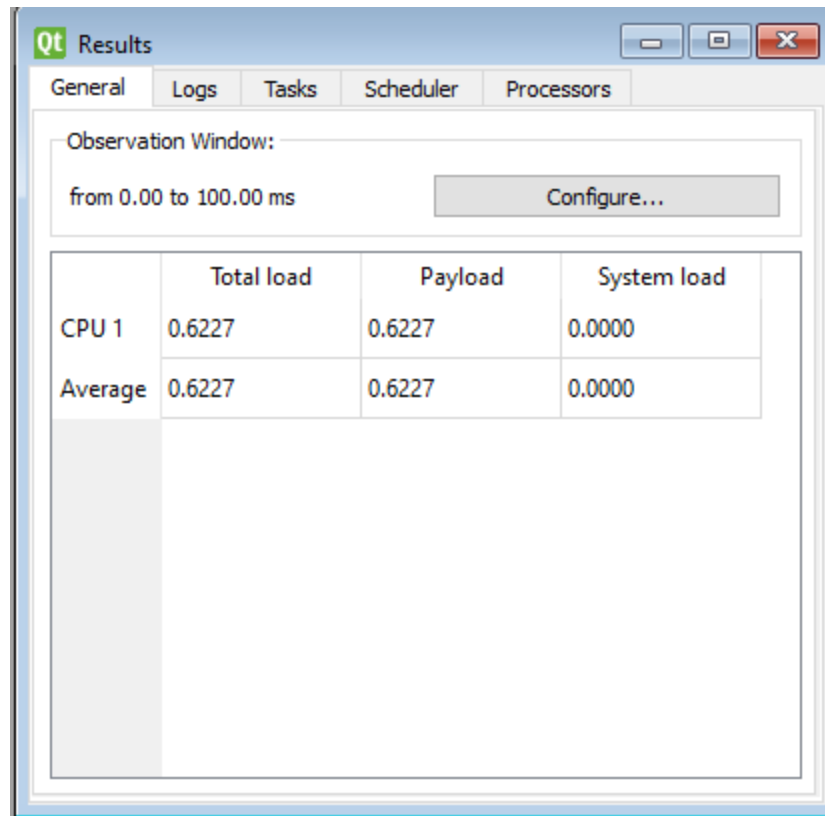 Qt Results
General Logs Tasks Scheduler Processors
Observation Window:
from 0.00 to 100.00 ms Configure...
Total load Payload System load
CPU 1 0.6227 0.6227 0.0000
Average 0.6227 0.6227 0.0000